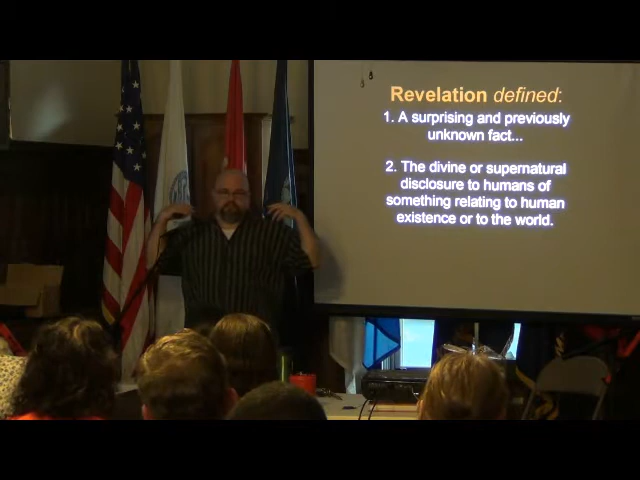 Revelation defined:
1. A surprising and previously
unknown fact...
2. The divine or supernatural
disclosure to humans of
something relating to human
existence or to the world.